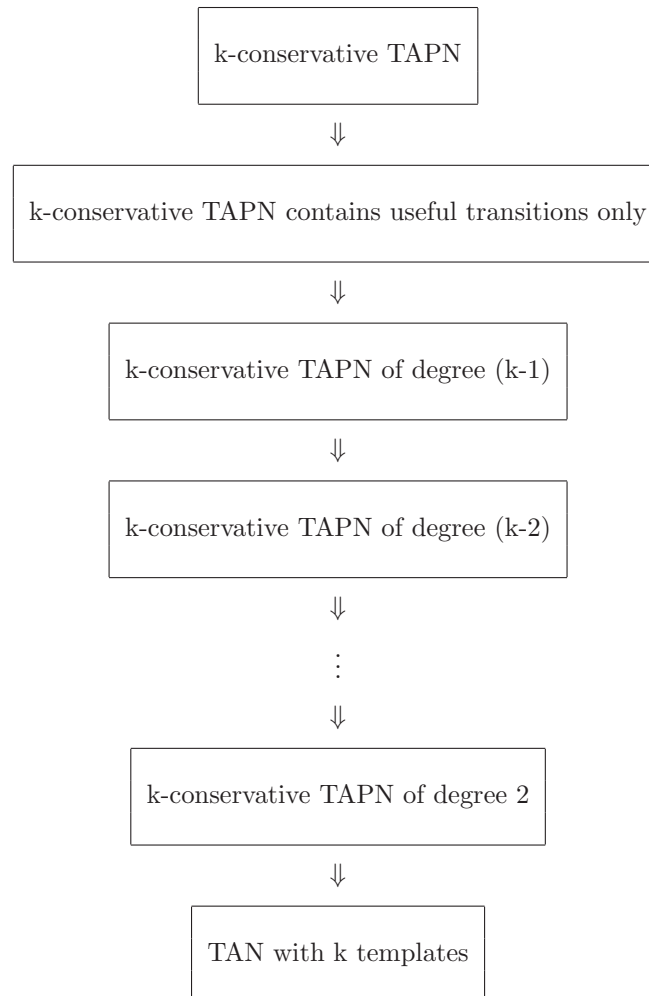 k-conservative TAPN
⇓
k-conservative TAPN contains useful transitions only
⇓
k-conservative TAPN of degree (k-1)
⇓
k-conservative TAPN of degree (k-2)
⇓
⋮
⇓
k-conservative TAPN of degree 2
⇓
TAN with k templates